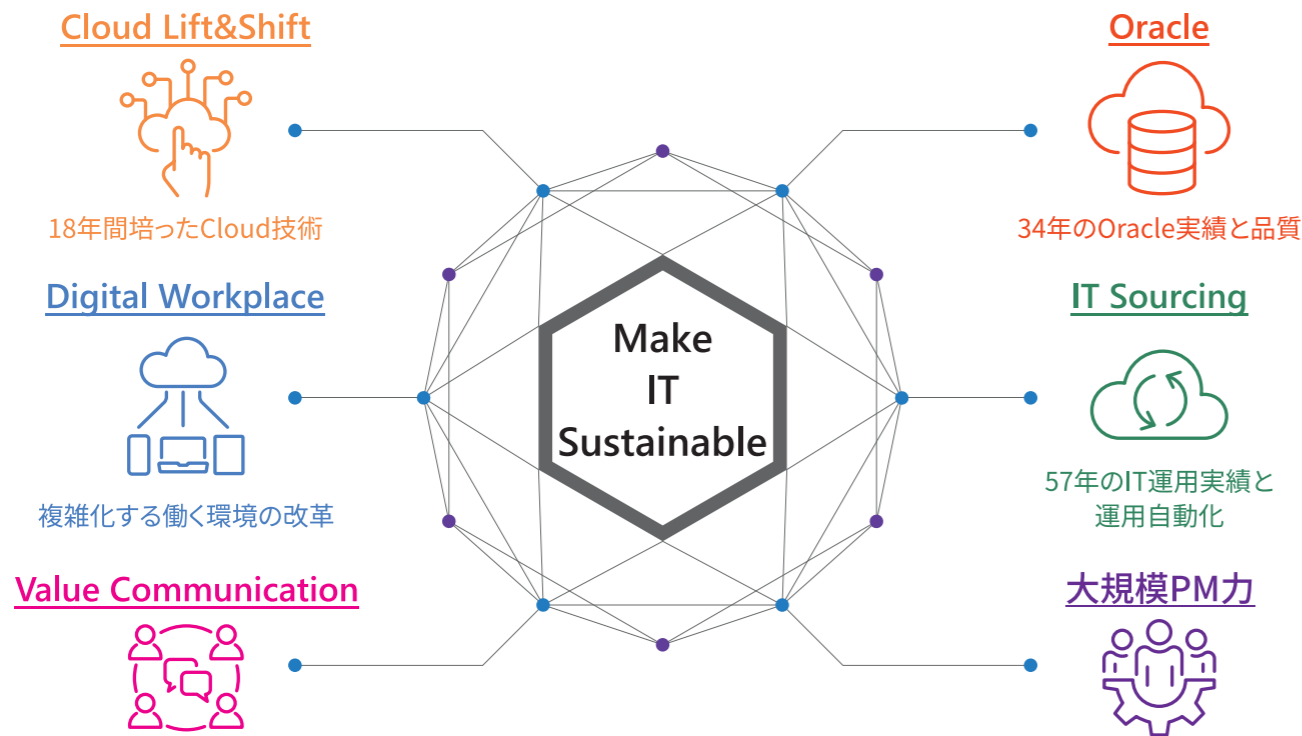 Cloud Lift&Shift
18年間培ったCloud技術
Digital Workplace
複雑化する働く環境の改革
Value Communication
Make
IT
Sustainable
Oracle
34年のOracle実績と品質
IT Sourcing
57年のIT運用実績と
運用自動化
大規模PM力